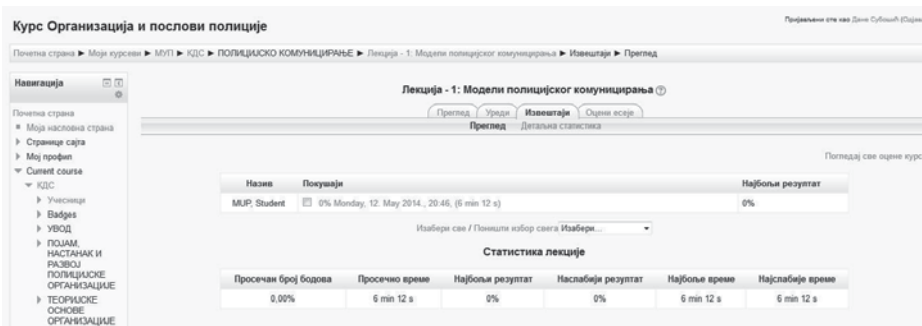 Курс Организација и послови полиције
Пријављени сте као Дане Субошић (Одјава
Почетна страна ► Моји курсеви ► МУП ► КДС ► ПОЛИЦИЈСКО КОМУНИЦИРАЊЕ ► Лекција - 1: Модели полицијског комуницирања ► Извештаји ► Преглед
Навигација
Почетна страна
Моја насловна страна
Странице сајта
Мој профил
Current course
КДС
Учесници
Badges
УВОД
ПОЈАМ,
НАСТАНАК И
РАЗВОЈ
ПОЛИЦИЈСКЕ
ОРГАНИЗАЦИЈЕ
ТЕОРИЈСКЕ
ОСНОВЕ
ОРГАНИЗАЦИЈЕ
Лекција - 1: Модели полицијског комуницирања
Преглед Уреди Извештаји Оцени есеје
Преглед Детаљна статистика
Погледај све оцене курс
Назив Покушаји Најбољи резултат
MUP, Student 0% Monday, 12. May 2014., 20:46, (6 min 12 s) 0%
Изабери све / Поништи избор свега Изабери...
Статистика лекције
Просечан број бодова Просечно време Најбољи резултат Наслабији резултат Најбоље време Најслабије време
0,00% 6 min 12 s 0% 0% 6 min 12 s 6 min 12 s